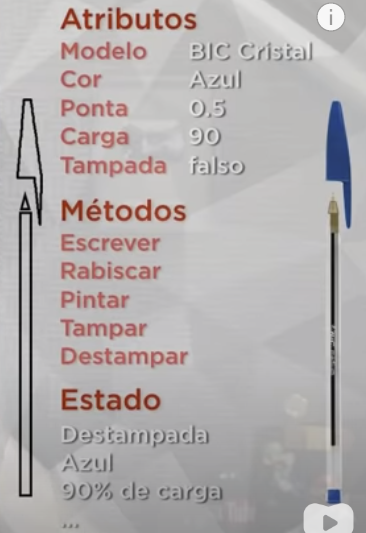 Atributos
Modelo BIC Cristal
Cor Azul
Ponta 0.5
Carga 90
Tampada falso
Métodos
Escrever
Rabiscar
Pintar
Tampar
Destampar
Estado
Destampada
Azul
90% de carga
...